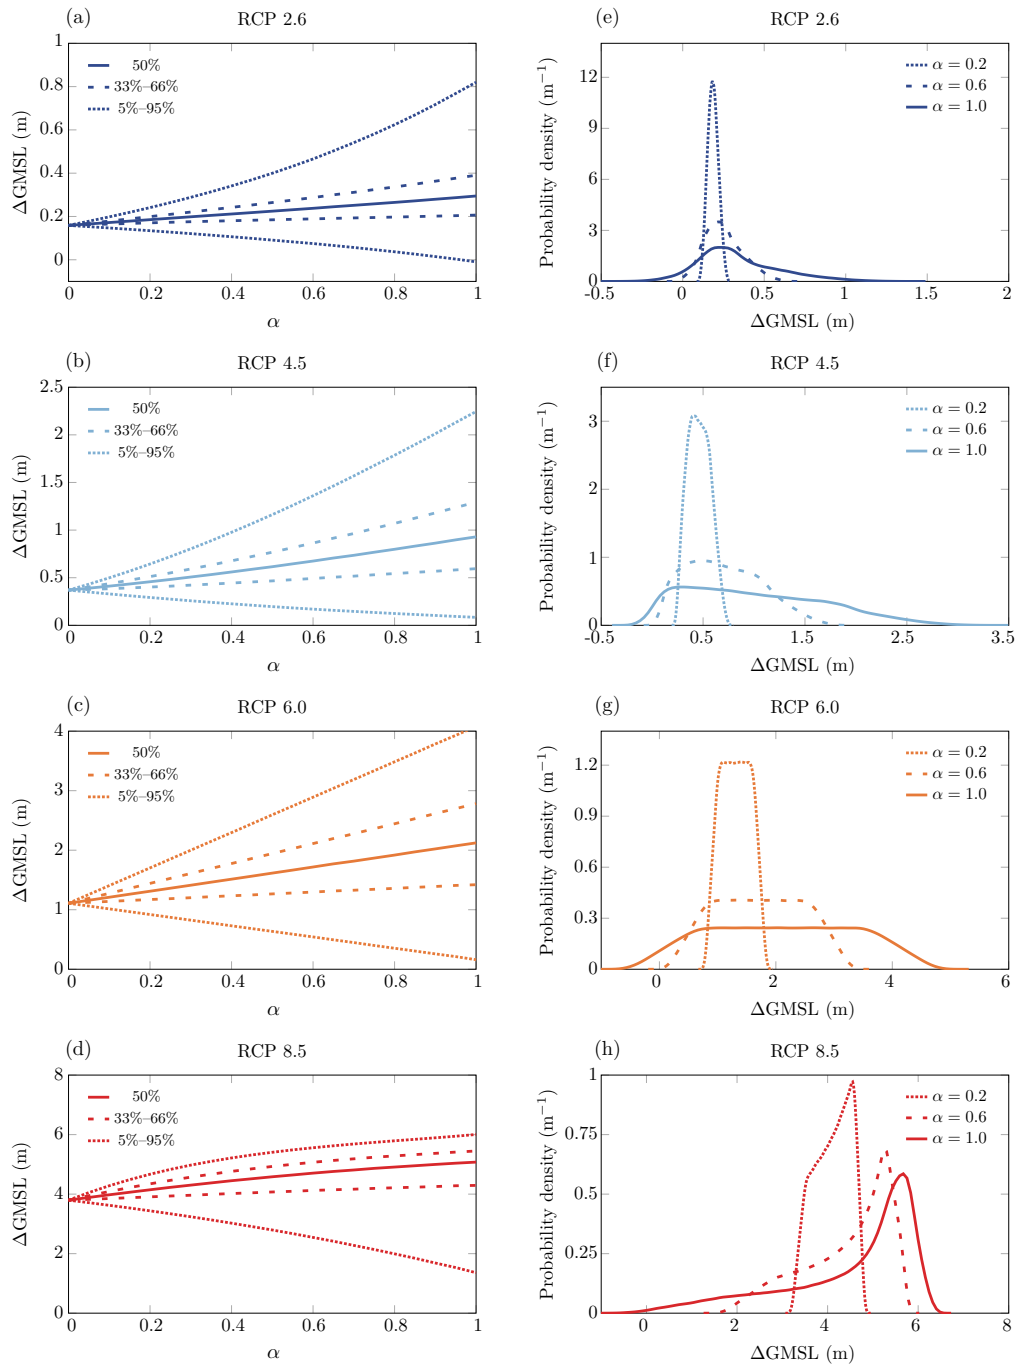 (a)
RCP 2.6
ΔGMSL (m)
1
0.8
0.6
0.4
0.2
0
50%
33%–66%
5%–95%
0
0.2
0.4
0.6
0.8
1
α
(e)
RCP 2.6
Probability density (m⁻¹)
12
9
6
3
0
α = 0.2
α = 0.6
α = 1.0
-0.5
0
0.5
1
1.5
2
ΔGMSL (m)
(b)
RCP 4.5
ΔGMSL (m)
2.5
2
1.5
1
0.5
0
50%
33%–66%
5%–95%
0
0.2
0.4
0.6
0.8
1
α
(f)
RCP 4.5
Probability density (m⁻¹)
3
2
1
0
α = 0.2
α = 0.6
α = 1.0
-0.5
0.5
1.5
2.5
3.5
ΔGMSL (m)
(c)
RCP 6.0
ΔGMSL (m)
4
3
2
1
0
50%
33%–66%
5%–95%
0
0.2
0.4
0.6
0.8
1
α
(g)
RCP 6.0
Probability density (m⁻¹)
1.2
0.9
0.6
0.3
0
α = 0.2
α = 0.6
α = 1.0
0
2
4
6
ΔGMSL (m)
(d)
RCP 8.5
ΔGMSL (m)
8
6
4
2
0
50%
33%–66%
5%–95%
0
0.2
0.4
0.6
0.8
1
α
(h)
RCP 8.5
Probability density (m⁻¹)
1
0.75
0.5
0.25
0
α = 0.2
α = 0.6
α = 1.0
0
2
4
6
8
ΔGMSL (m)